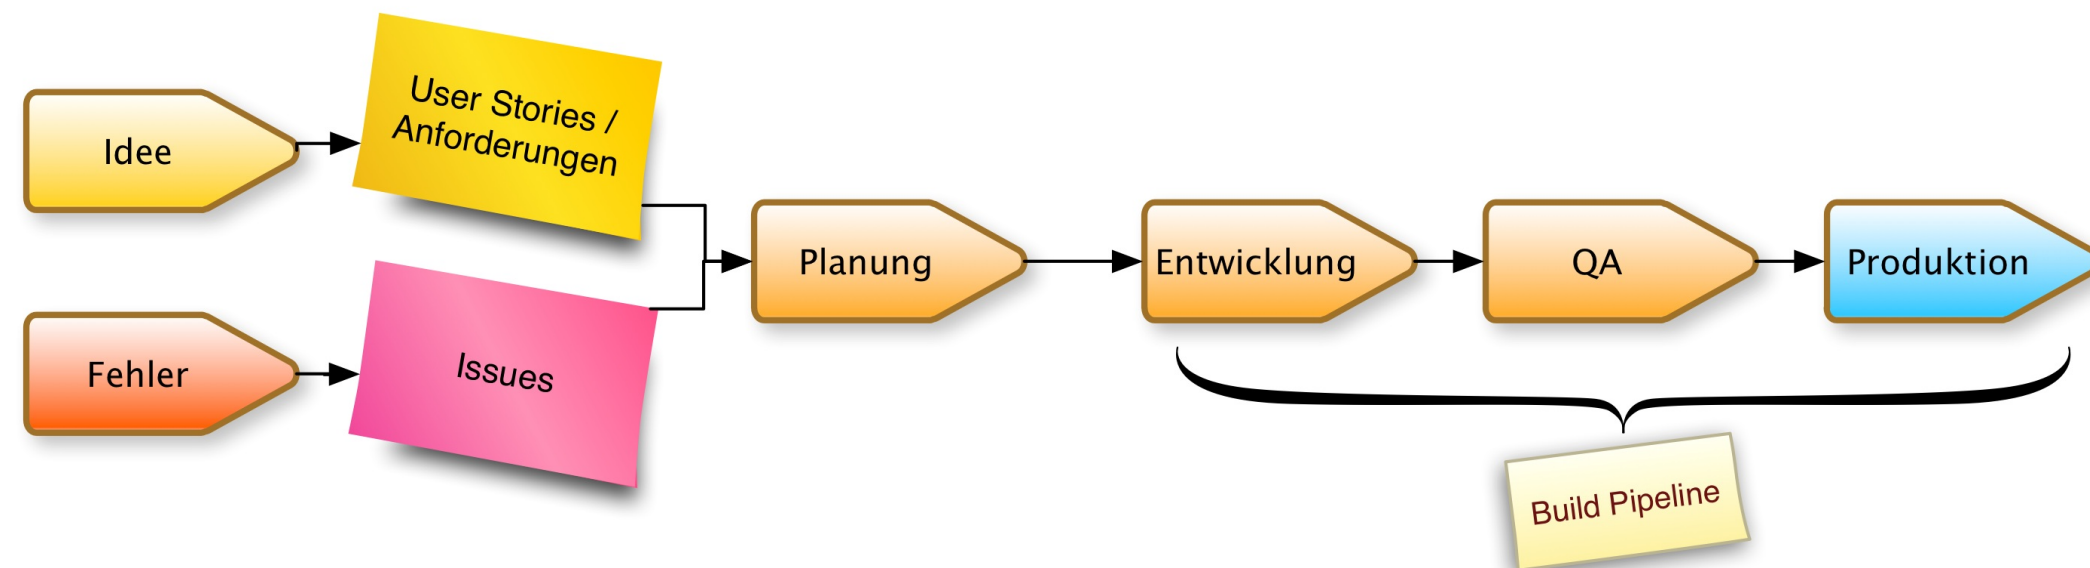 Idee
User Stories /
Anforderungen
Fehler
Issues
Planung
Entwicklung
QA
Produktion
Build Pipeline